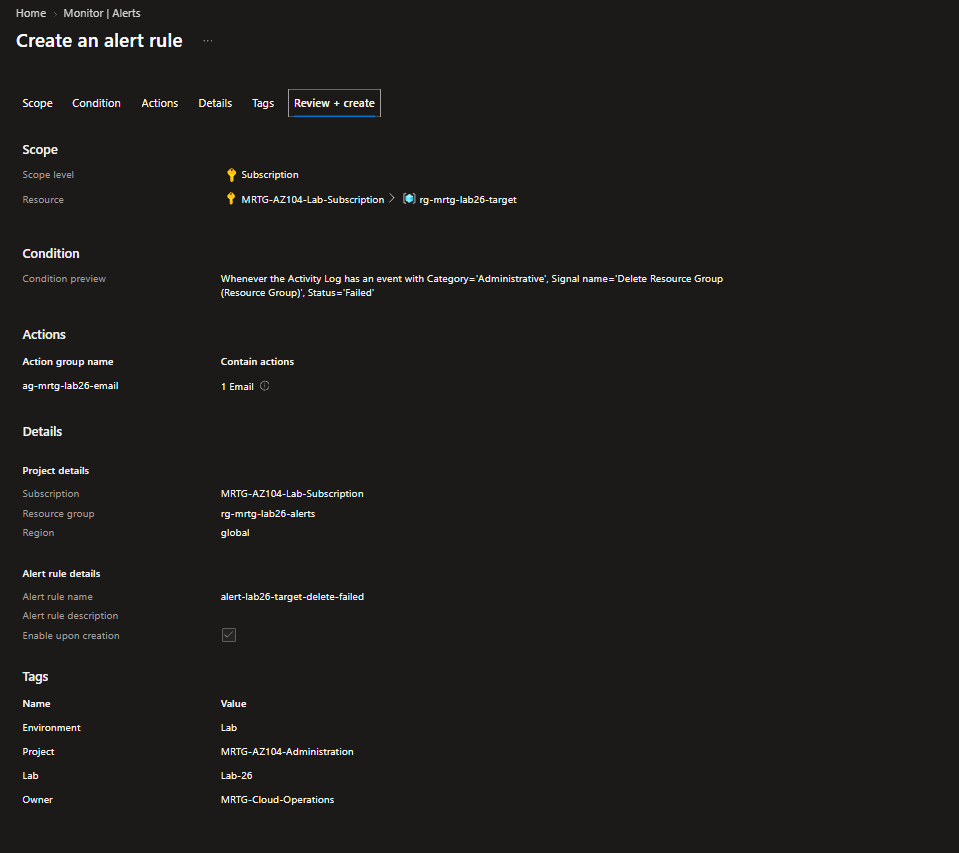 Home > Monitor | Alerts
Create an alert rule ...
Scope Condition Actions Details Tags Review + create
Scope
Scope level Subscription
Resource MRTG-AZ104-Lab-Subscription > rg-mrtg-lab26-target
Condition
Condition preview Whenever the Activity Log has an event with Category='Administrative', Signal name='Delete Resource Group
(Resource Group)', Status='Failed'
Actions
Action group name Contain actions
ag-mrtg-lab26-email 1 Email
Details
Project details
Subscription MRTG-AZ104-Lab-Subscription
Resource group rg-mrtg-lab26-alerts
Region global
Alert rule details
Alert rule name alert-lab26-target-delete-failed
Alert rule description
Enable upon creation
Tags
Name Value
Environment Lab
Project MRTG-AZ104-Administration
Lab Lab-26
Owner MRTG-Cloud-Operations